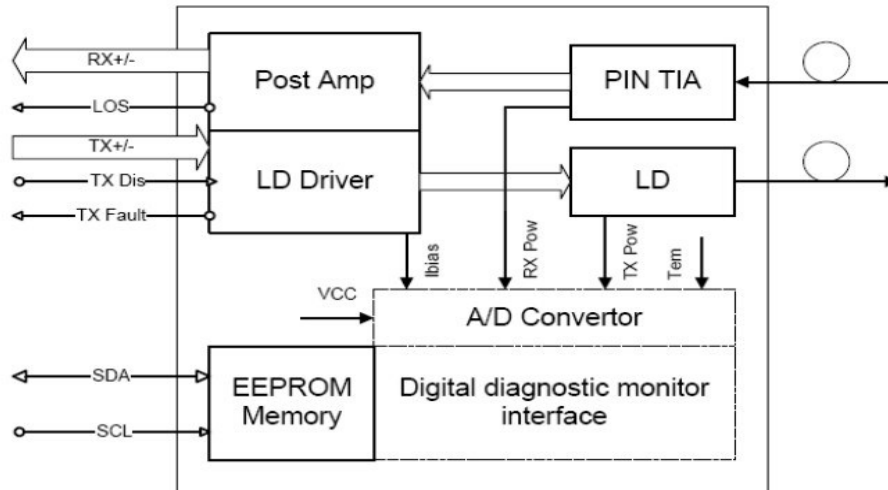 RX+/-
Post Amp
PIN TIA
LOS
TX+/-
TX Dis
LD Driver
LD
TX Fault
Ibias
RX Pow
TX Pow
Tem
VCC
A/D Convertor
SDA
EEPROM
Memory
Digital diagnostic monitor
interface
SCL